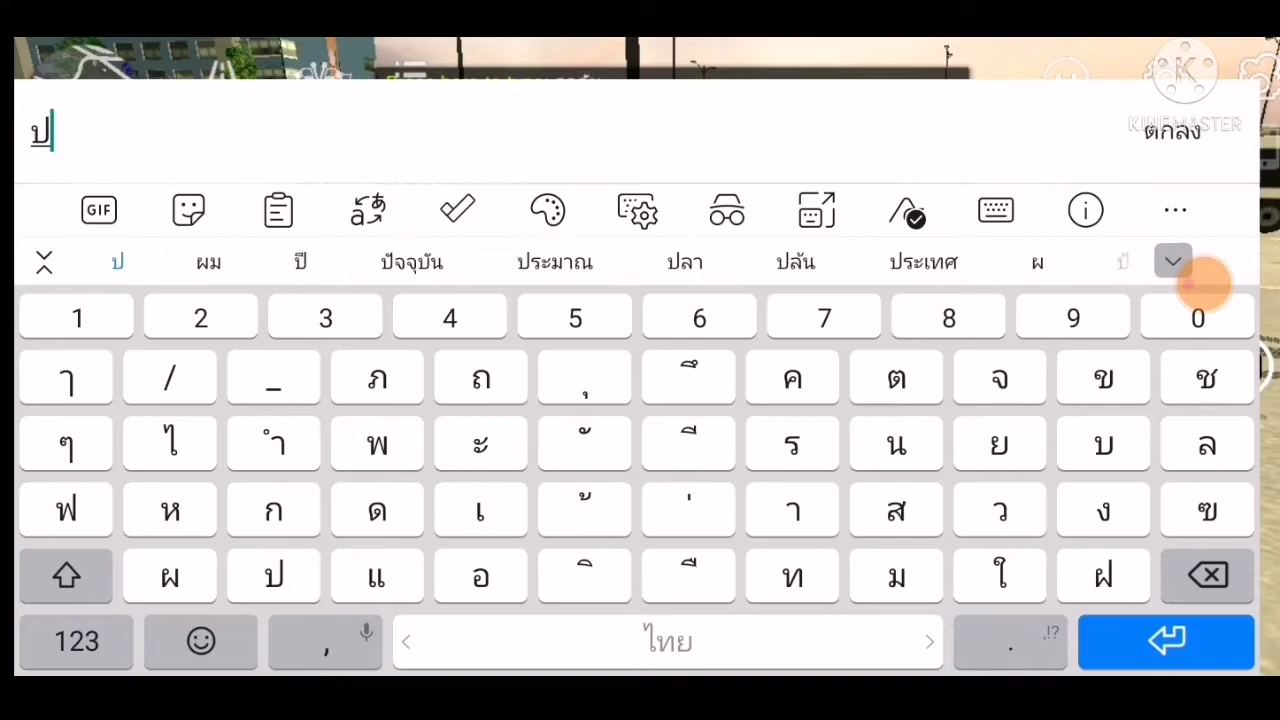 ป
KINEMASTER
ตกลง
GIF
ป ผม ปี ปัจจุบัน ประมาณ ปลา ปล้น ประเทศ ผ
1 2 3 4 5 6 7 8 9 0
ๅ / _ ภ ถ ุ ึ ค ต จ ข ช
ๆ ไ ำ พ ะ ั ี ร น ย บ ล
ฟ ห ก ด เ ้ ่ า ส ว ง ฃ
ผ ป แ อ ิ ื ท ม ใ ฝ
123 , ไทย . ,!?